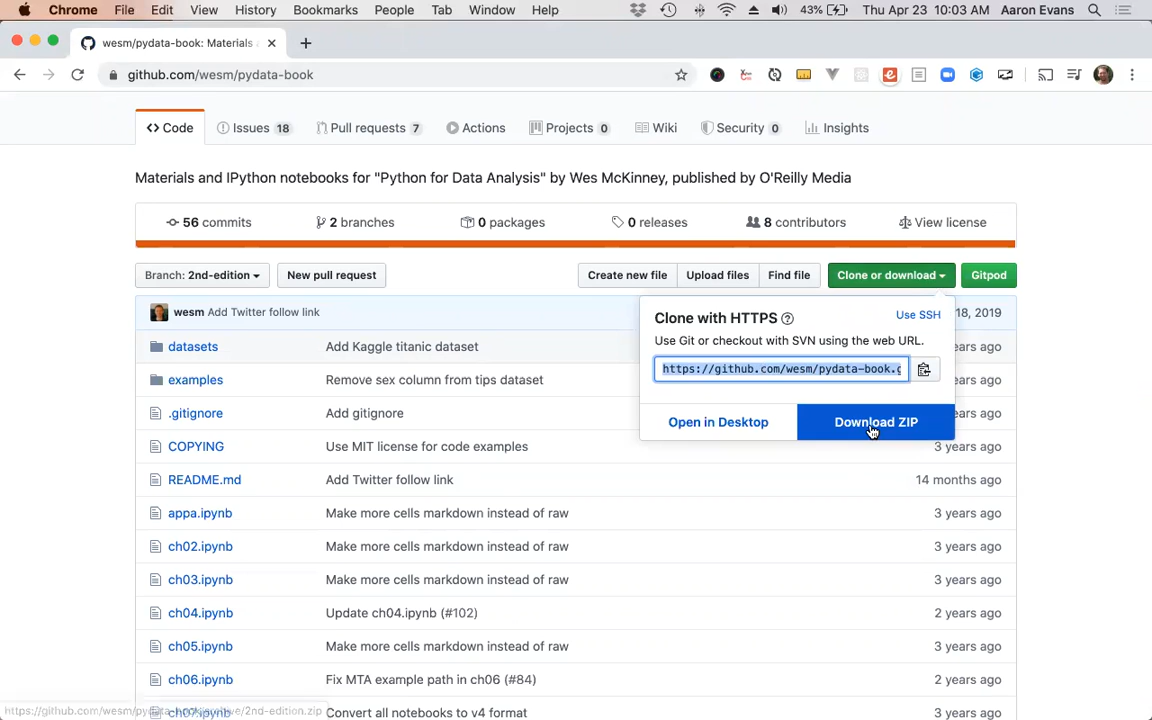 Chrome File Edit View History Bookmarks People Tab Window Help 43% Thu Apr 23 10:03 AM Aaron Evans
wesm/pydata-book: Materials
github.com/wesm/pydata-book
Code Issues 18 Pull requests 7 Actions Projects 0 Wiki Security 0 Insights
Materials and IPython notebooks for "Python for Data Analysis" by Wes McKinney, published by O'Reilly Media
56 commits 2 branches 0 packages 0 releases 8 contributors View license
Branch: 2nd-edition New pull request Create new file Upload files Find file Clone or download Gitpod
wesm Add Twitter follow link 18, 2019
Clone with HTTPS Use SSH
Use Git or checkout with SVN using the web URL.
https://github.com/wesm/pydata-book.g
Open in Desktop Download ZIP
datasets Add Kaggle titanic dataset ears ago
examples Remove sex column from tips dataset ears ago
.gitignore Add gitignore ears ago
COPYING Use MIT license for code examples 3 years ago
README.md Add Twitter follow link 14 months ago
appa.ipynb Make more cells markdown instead of raw 3 years ago
ch02.ipynb Make more cells markdown instead of raw 3 years ago
ch03.ipynb Make more cells markdown instead of raw 3 years ago
ch04.ipynb Update ch04.ipynb (#102) 2 years ago
ch05.ipynb Make more cells markdown instead of raw 3 years ago
ch06.ipynb Fix MTA example path in ch06 (#84) 2 years ago
ch07.ipynb Convert all notebooks to v4 format 3 years ago